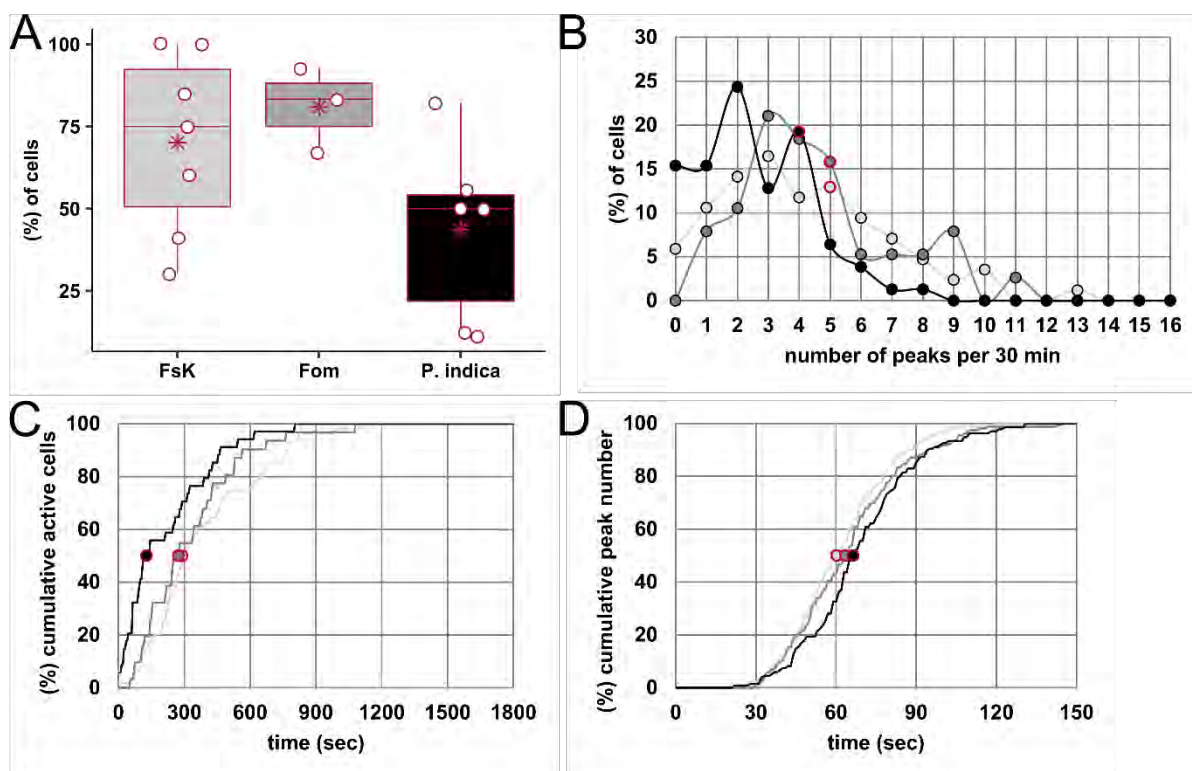 A
(%) of cells
100
75
50
25
FsK Fom P. indica
B
(%) of cells
30
25
20
15
10
5
0
0 1 2 3 4 5 6 7 8 9 10 11 12 13 14 15 16
number of peaks per 30 min
C
(%) cumulative active cells
100
80
60
40
20
0
0 300 600 900 1200 1500 1800
time (sec)
D
(%) cumulative peak number
100
80
60
40
20
0
0 30 60 90 120 150
time (sec)